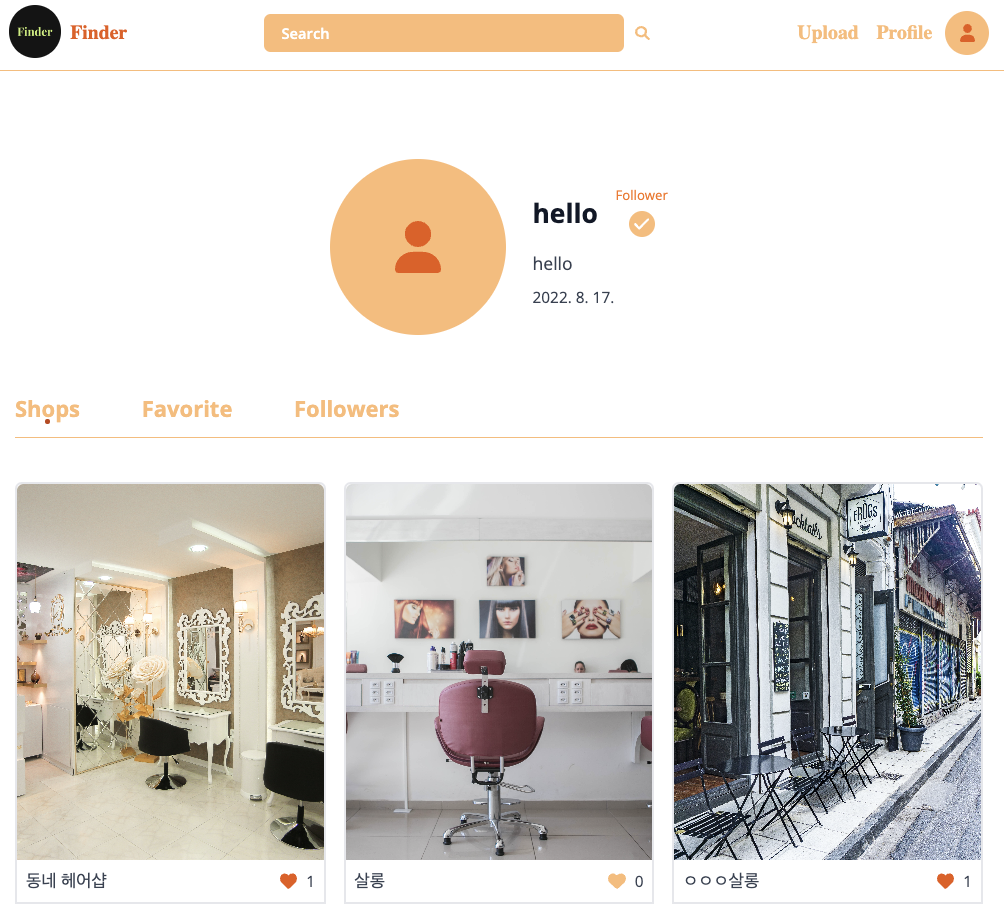 Finder
Finder
Search
Upload
Profile
hello
Follower
hello
2022. 8. 17.
Shops
Favorite
Followers
FROGS
동네 헤어샵
1
살롱
0
ㅇㅇㅇ살롱
1